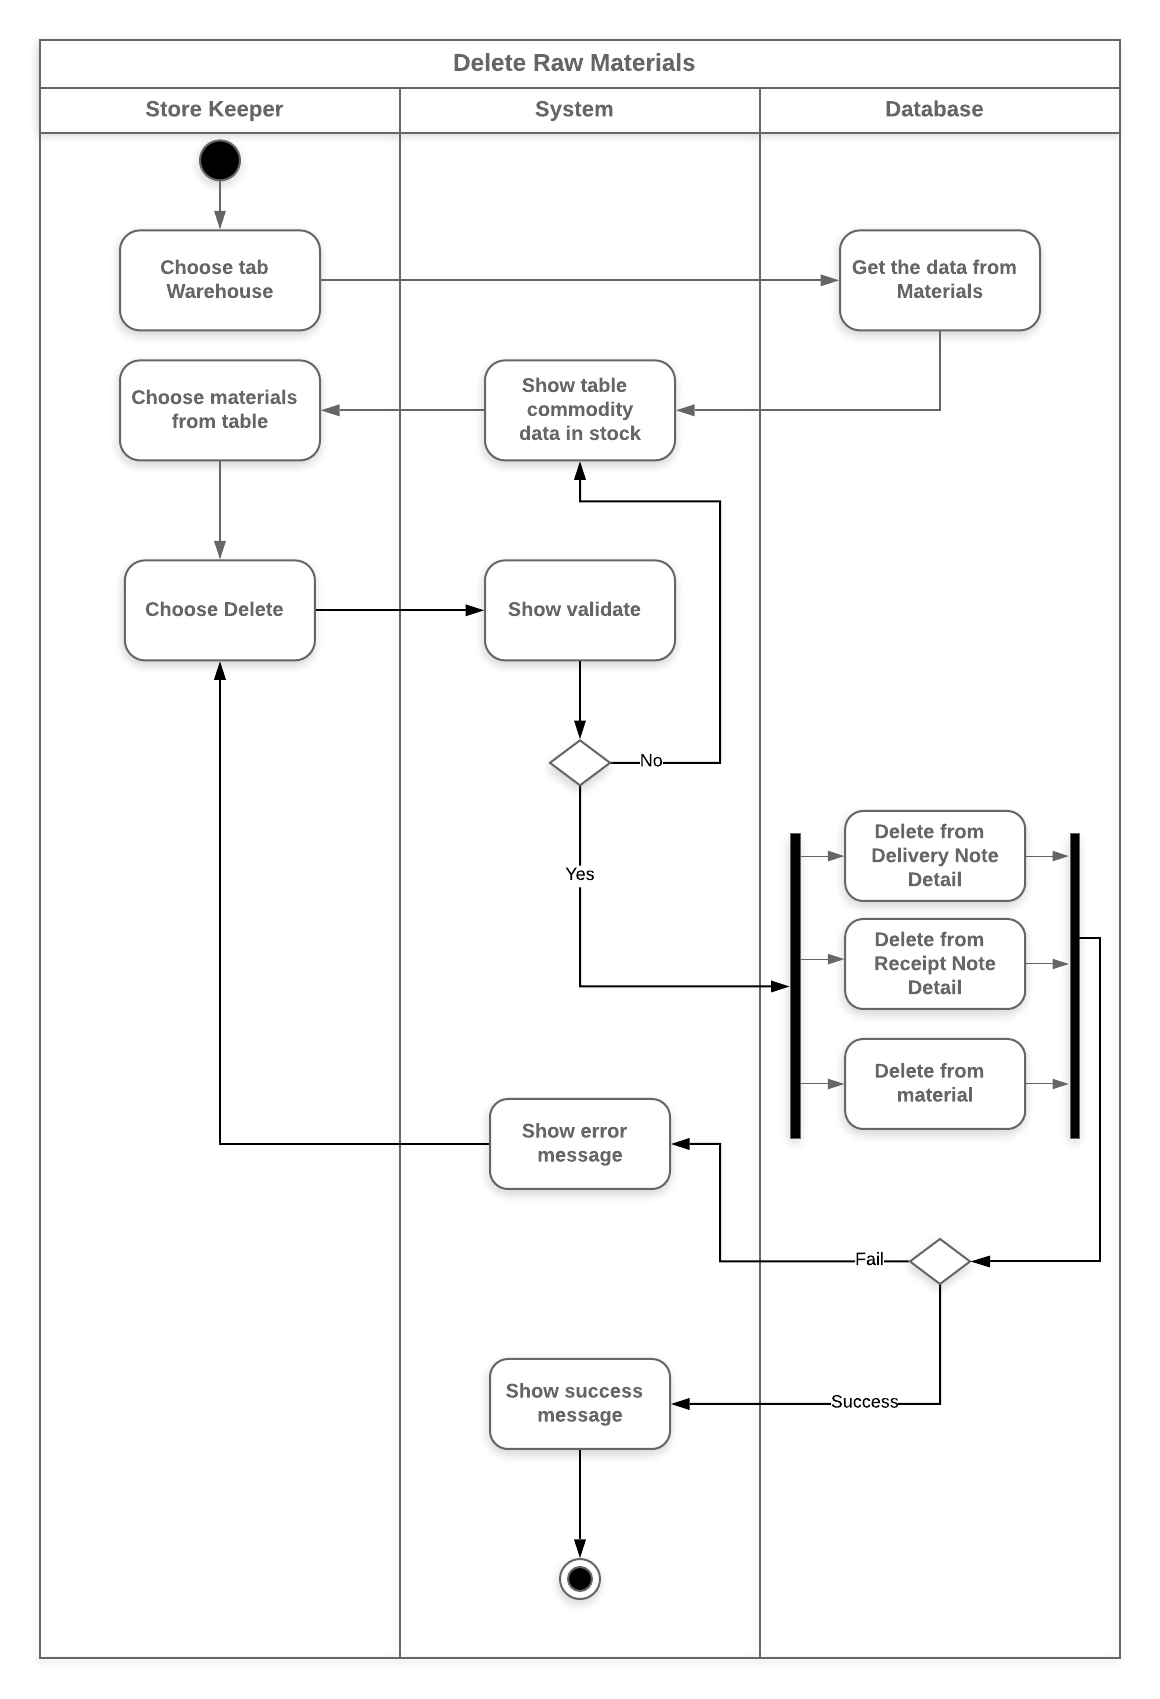 Delete Raw Materials
Store Keeper
System
Database
Choose tab
Warehouse
Get the data from
Materials
Choose materials
from table
Show table
commodity
data in stock
Choose Delete
Show validate
No
Yes
Delete from
Delivery Note
Detail
Delete from
Receipt Note
Detail
Delete from
material
Show error
message
Fail
Show success
message
Success